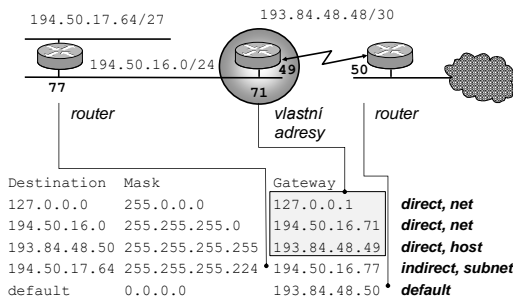 194.50.17.64/27
193.84.48.48/30
194.50.16.0/24
49
50
77
71
router
vlastní
adresy
router
Destination Mask Gateway
127.0.0.0 255.0.0.0 127.0.0.1 direct, net
194.50.16.0 255.255.255.0 194.50.16.71 direct, net
193.84.48.50 255.255.255.255 193.84.48.49 direct, host
194.50.17.64 255.255.255.224 194.50.16.77 indirect, subnet
default 0.0.0.0 193.84.48.50 default